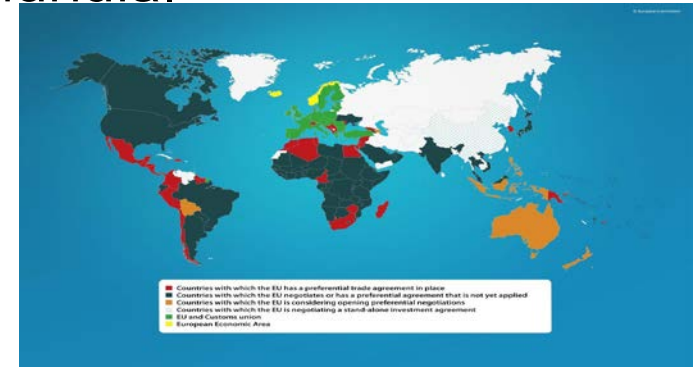 Countries with which the EU has a preferential trade agreement in place
Countries with which the EU negotiates or has a preferential agreement that is not yet applied
Countries with which the EU is considering opening preferential negotiations
Countries with which the EU is negotiating a stand-alone investment agreement
EU and Customs union
European Economic Area